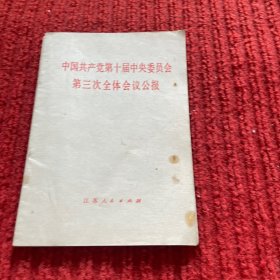 中国共产党第十届中央委员会
第三次全体会议公报
江苏人民出版社